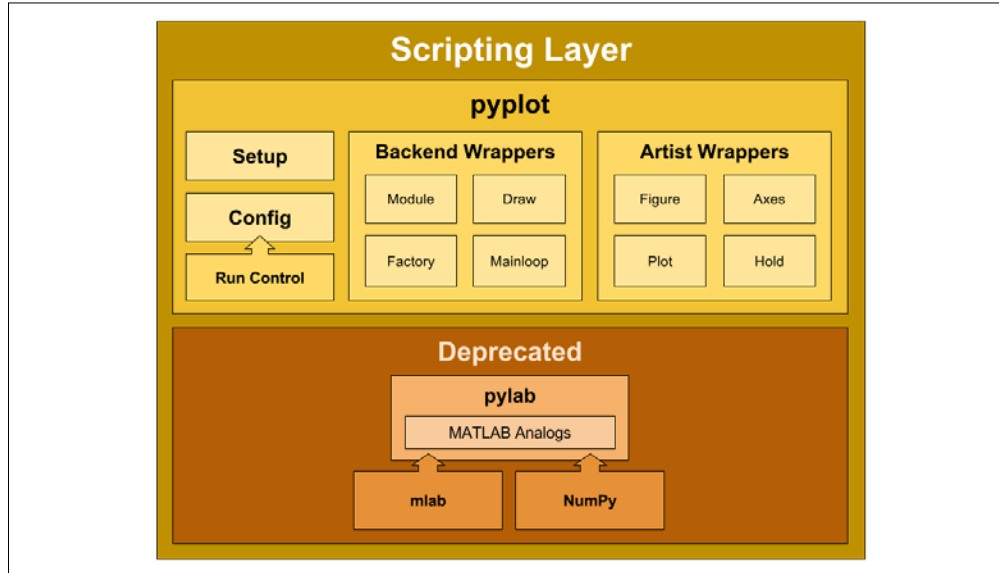 Scripting Layer
pyplot
Setup
Config
Run Control
Backend Wrappers
Module
Draw
Factory
Mainloop
Artist Wrappers
Figure
Axes
Plot
Hold
Deprecated
pylab
MATLAB Analogs
mlab
NumPy